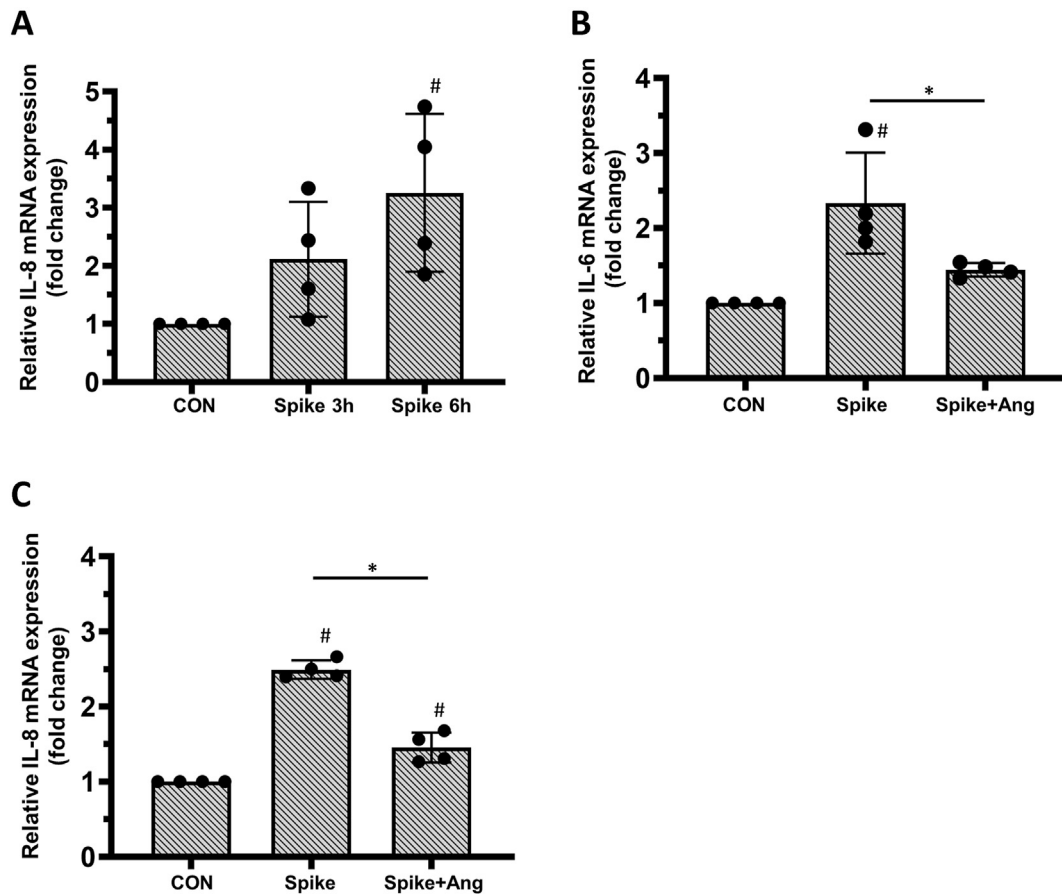 A
Relative IL-8 mRNA expression
(fold change)
5
4
3
2
1
0
#
CON
Spike 3h
Spike 6h
B
Relative IL-6 mRNA expression
(fold change)
4
3
2
1
0
#
*
CON
Spike
Spike+Ang
C
Relative IL-8 mRNA expression
(fold change)
4
3
2
1
0
*
#
#
CON
Spike
Spike+Ang